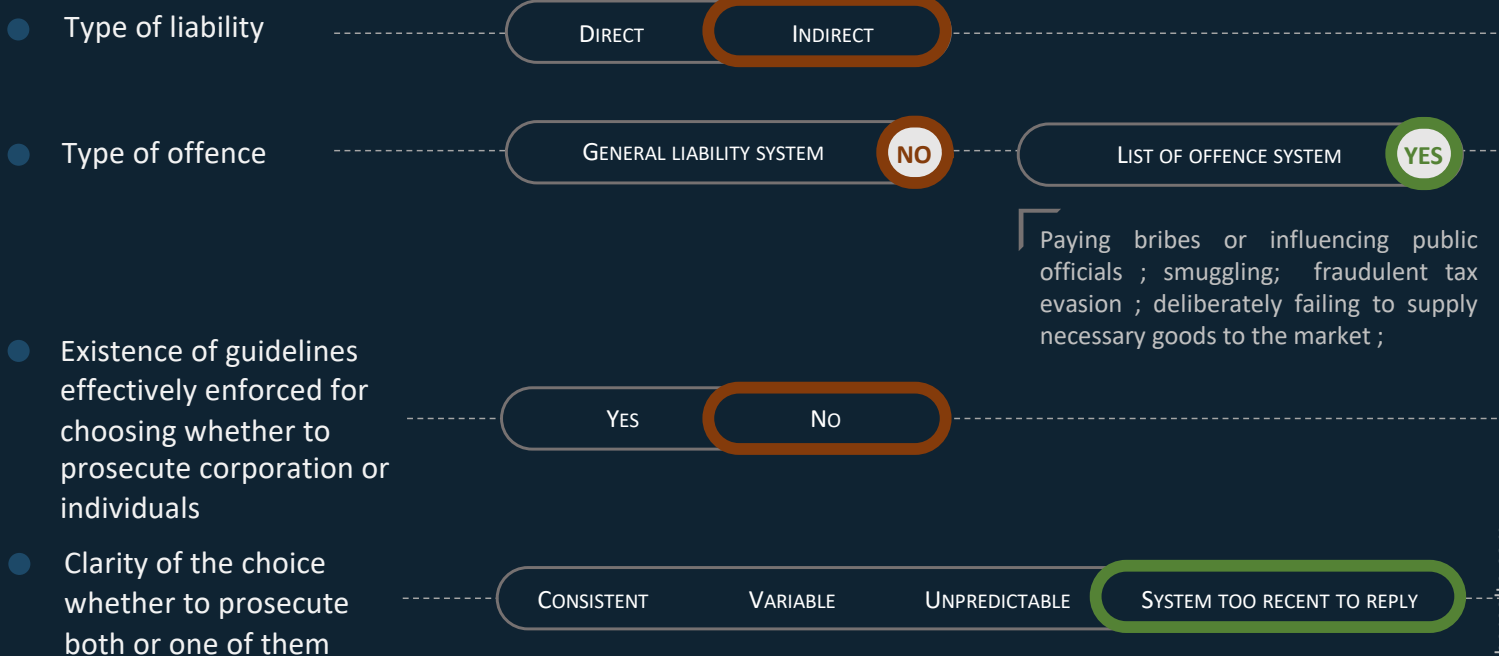 Type of liability
DIRECT INDIRECT
Type of offence
GENERAL LIABILITY SYSTEM NO LIST OF OFFENCE SYSTEM YES
Paying bribes or influencing public
officials ; smuggling; fraudulent tax
evasion ; deliberately failing to supply
necessary goods to the market ;
Existence of guidelines
effectively enforced for
choosing whether to
prosecute corporation or
individuals
YES NO
Clarity of the choice
whether to prosecute
both or one of them
CONSISTENT VARIABLE UNPREDICTABLE SYSTEM TOO RECENT TO REPLY